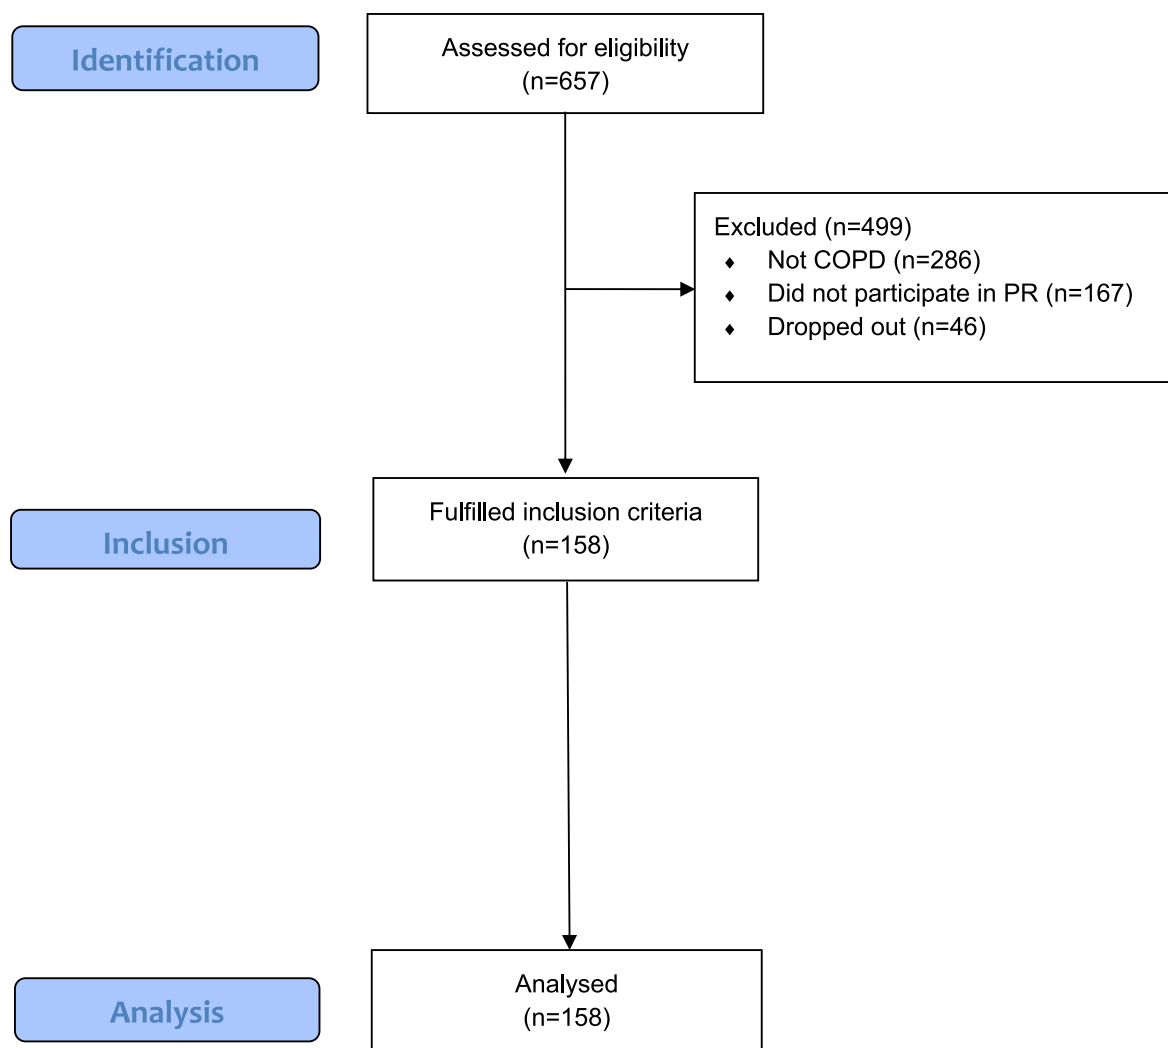 Identification
Assessed for eligibility
(n=657)
Excluded (n=499)
♦ Not COPD (n=286)
♦ Did not participate in PR (n=167)
♦ Dropped out (n=46)
Inclusion
Fulfilled inclusion criteria
(n=158)
Analysis
Analysed
(n=158)